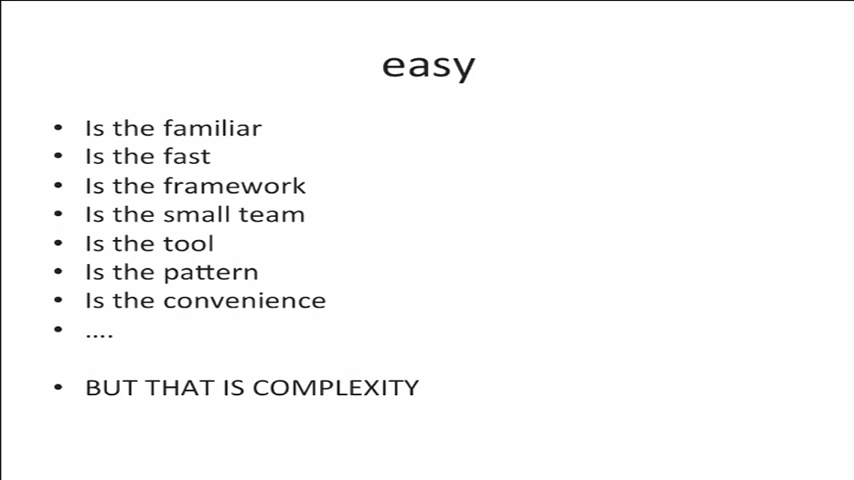 easy
• Is the familiar
• Is the fast
• Is the framework
• Is the small team
• Is the tool
• Is the pattern
• Is the convenience
• ....
• BUT THAT IS COMPLEXITY